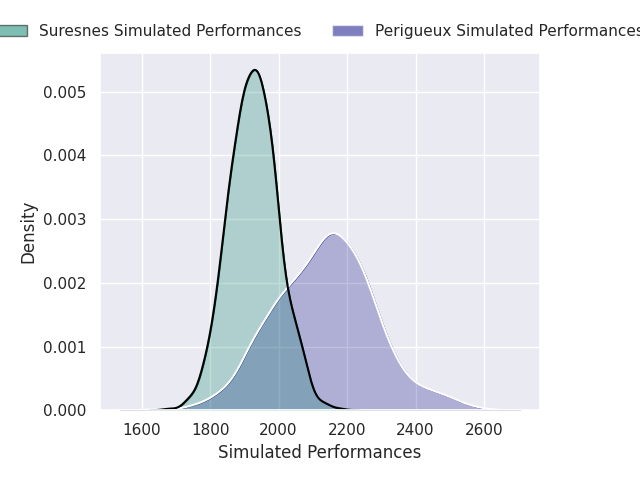 Suresnes Simulated Performances Perigueux Simulated Performances
0.005
0.004
0.003
0.002
0.001
0.000
Density
1600 1800 2000 2200 2400 2600
Simulated Performances